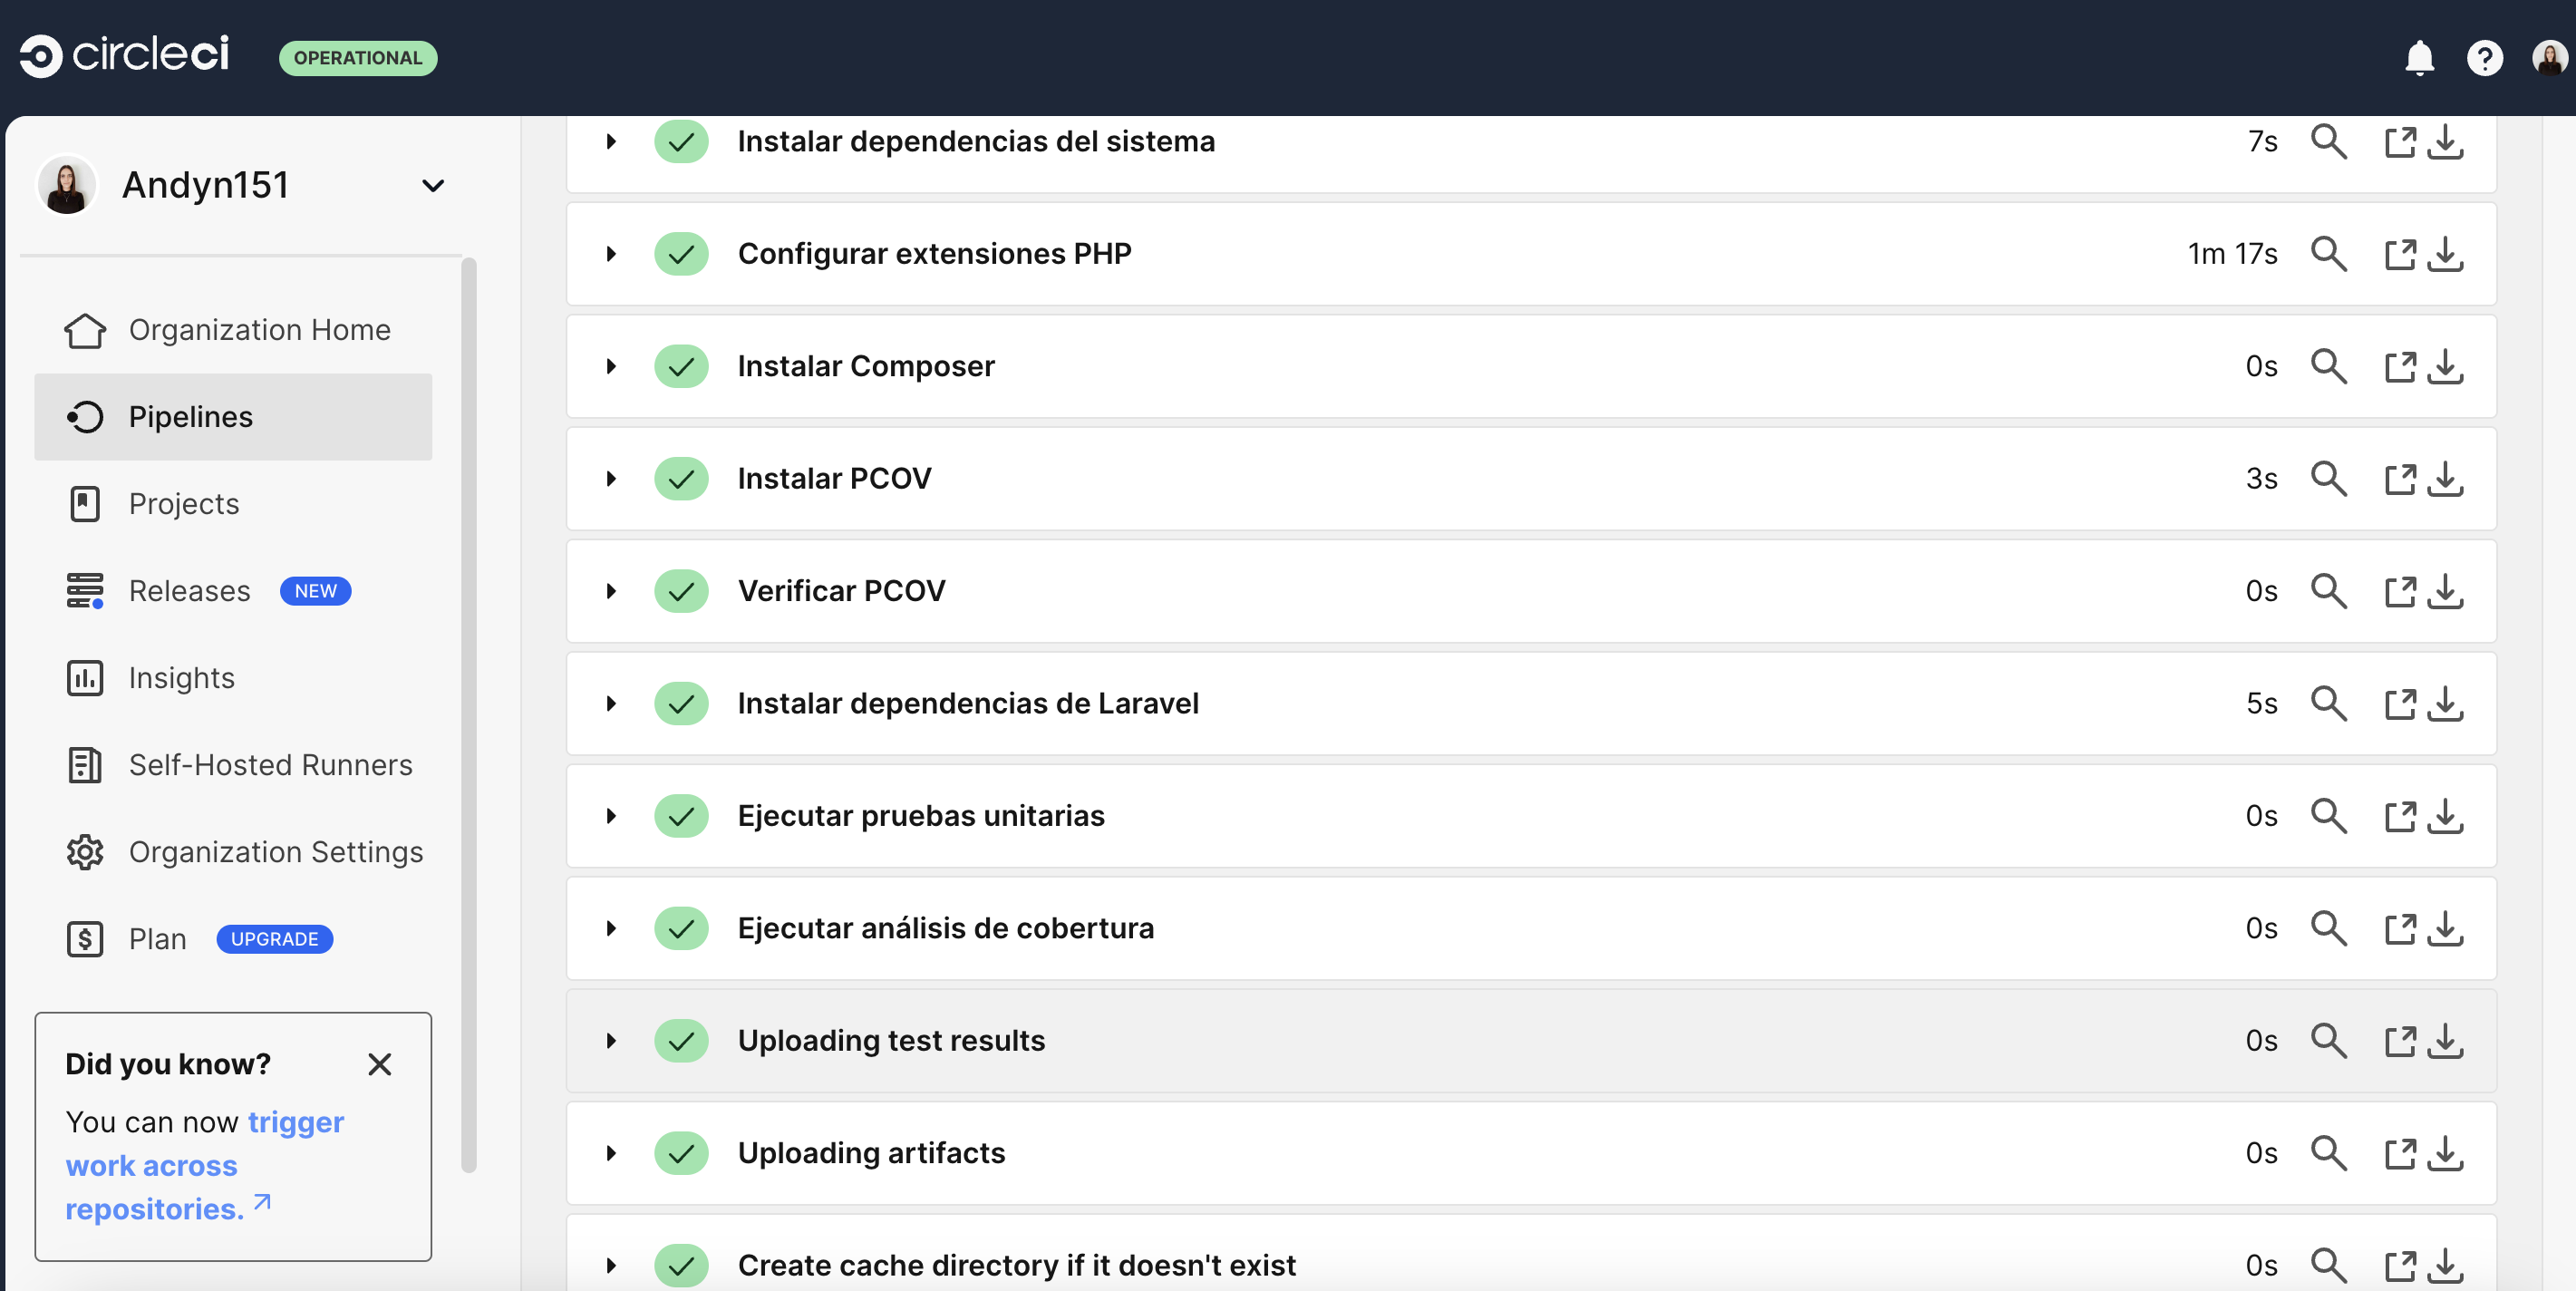 circleci
OPERATIONAL
Andyn151
Organization Home
Pipelines
Projects
Releases NEW
Insights
Self-Hosted Runners
Organization Settings
Plan UPGRADE
Did you know?
You can now trigger
work across
repositories.
Instalar dependencias del sistema 7s
Configurar extensiones PHP 1m 17s
Instalar Composer 0s
Instalar PCOV 3s
Verificar PCOV 0s
Instalar dependencias de Laravel 5s
Ejecutar pruebas unitarias 0s
Ejecutar análisis de cobertura 0s
Uploading test results 0s
Uploading artifacts 0s
Create cache directory if it doesn't exist 0s